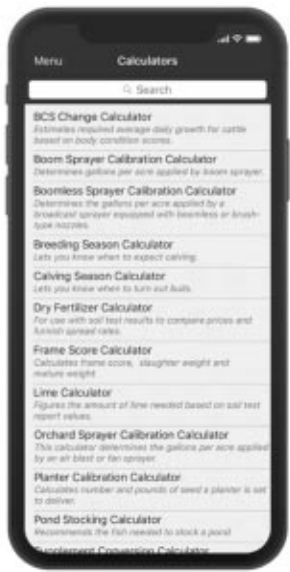 Menu
Calculators
Search
BCS Change Calculator
Estimates required average daily growth for cattle
based on body condition scores.
Boom Sprayer Calibration Calculator
Determines gallons per acre applied by boom sprayer.
Boomless Sprayer Calibration Calculator
Determines the gallons per acre applied by a
broadcast sprayer equipped with boomless or brush-
type nozzles.
Breeding Season Calculator
Lets you know when to expect calving.
Calving Season Calculator
Lets you know when to turn out bulls.
Dry Fertilizer Calculator
For use with soil test results to compare prices and
furnish spread rates.
Frame Score Calculator
Calculates frame score, slaughter weight and
mature weight.
Lime Calculator
Figures the amount of lime needed based on soil test
report values.
Orchard Sprayer Calibration Calculator
This calculator determines the gallons per acre applied
by an air blast or fan sprayer.
Planter Calibration Calculator
Calculates number and pounds of seed a planter is set
to deliver.
Pond Stocking Calculator
Recommends the fish needed to stock a pond
Supplement Conversion Calculator